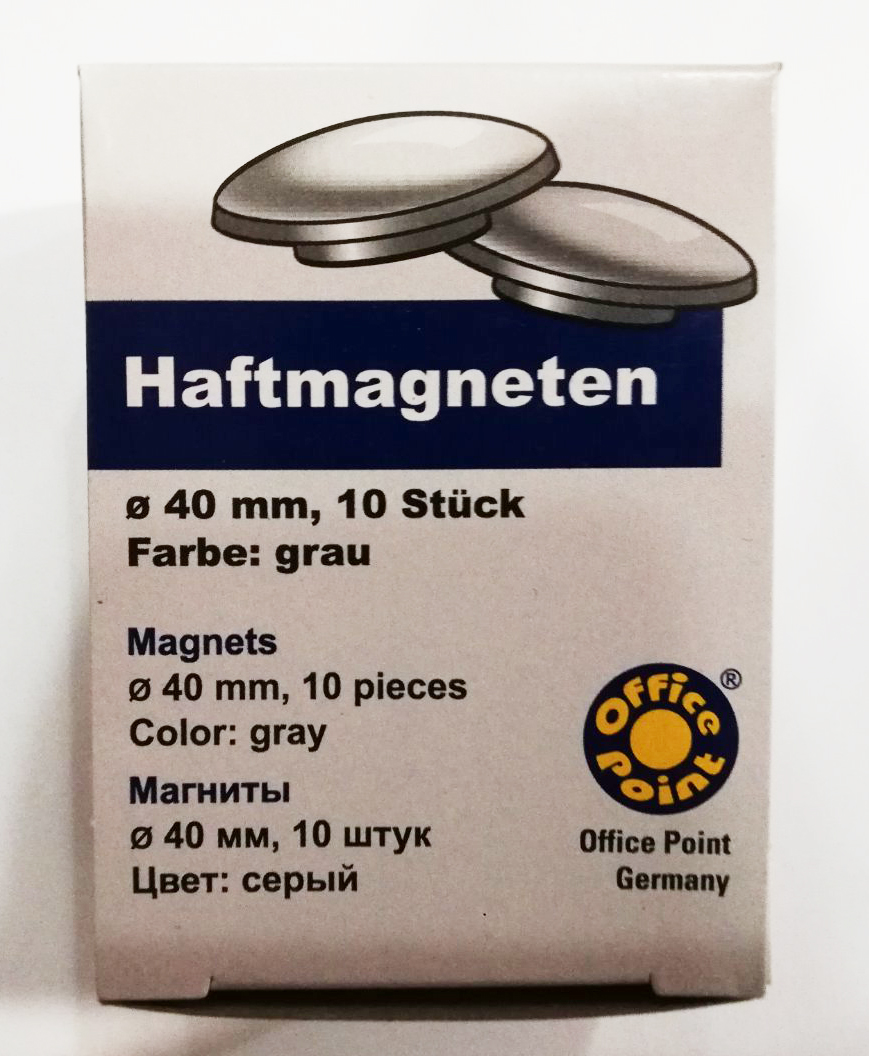 Haftmagneten
ø 40 mm, 10 Stück
Farbe: grau
Magnets
ø 40 mm, 10 pieces
Color: gray
Магниты
ø 40 мм, 10 штук
Цвет: серый
Office Point ®
Office Point
Germany